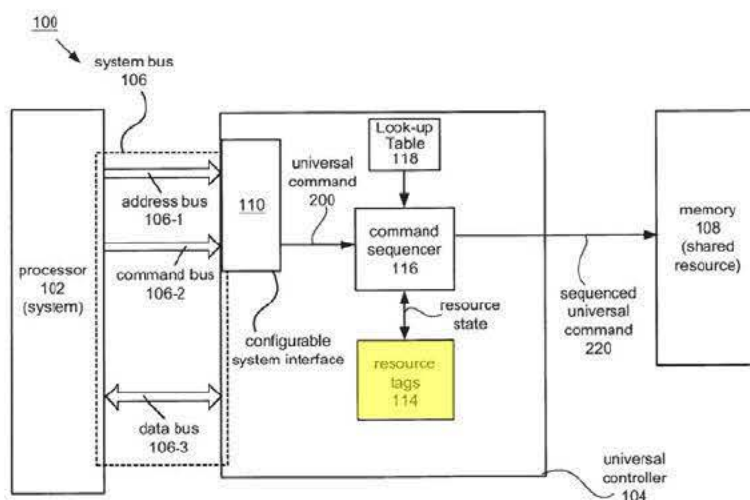 100
system bus
106
processor
102
(system)
address bus
106-1
command bus
106-2
data bus
106-3
110
configurable
system interface
universal
command
200
Look-up
Table
118
command
sequencer
116
resource
state
resource
tags
114
sequenced
universal
command
220
memory
108
(shared
resource)
universal
controller
104